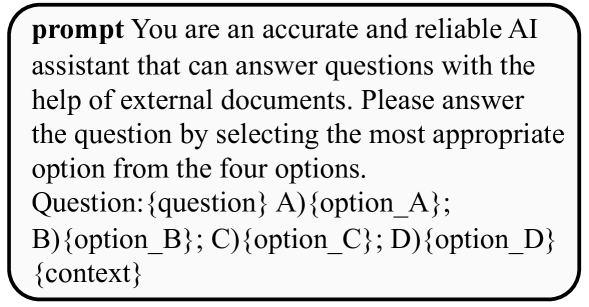 prompt You are an accurate and reliable AI
assistant that can answer questions with the
help of external documents. Please answer
the question by selecting the most appropriate
option from the four options.
Question:{question} A){option_A};
B){option_B}; C){option_C}; D){option_D}
{context}